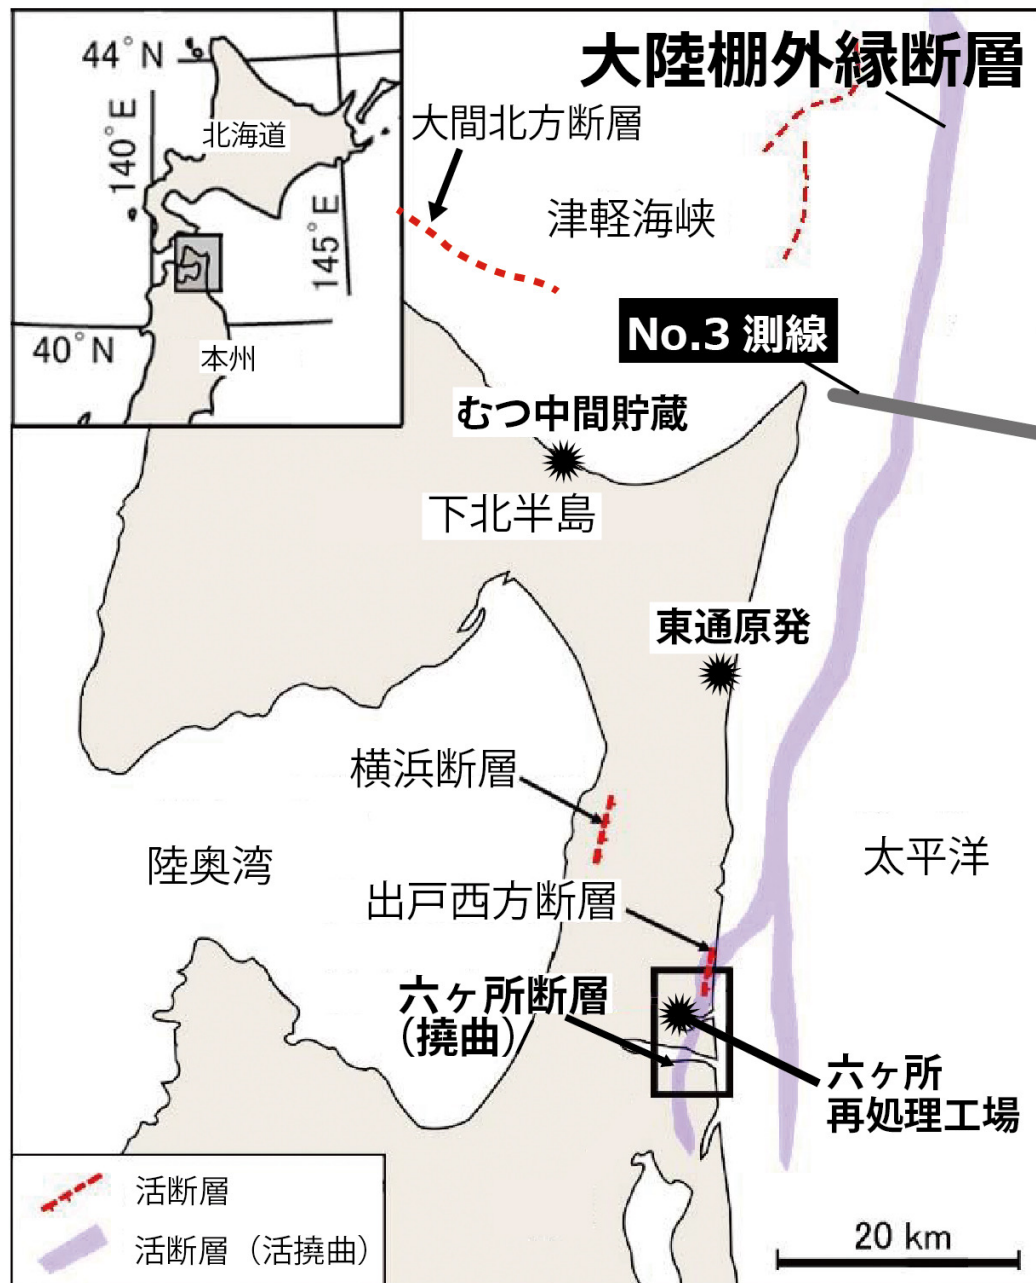 44°N
140°E
北海道
145°E
40°N
本州
大陸棚外縁断層
大間北方断層
津軽海峡
No.3 測線
むつ中間貯蔵
下北半島
東通原発
横浜断層
陸奥湾
太平洋
出戸西方断層
六ヶ所断層
(撓曲)
六ヶ所
再処理工場
活断層
活断層（活撓曲）
20 km